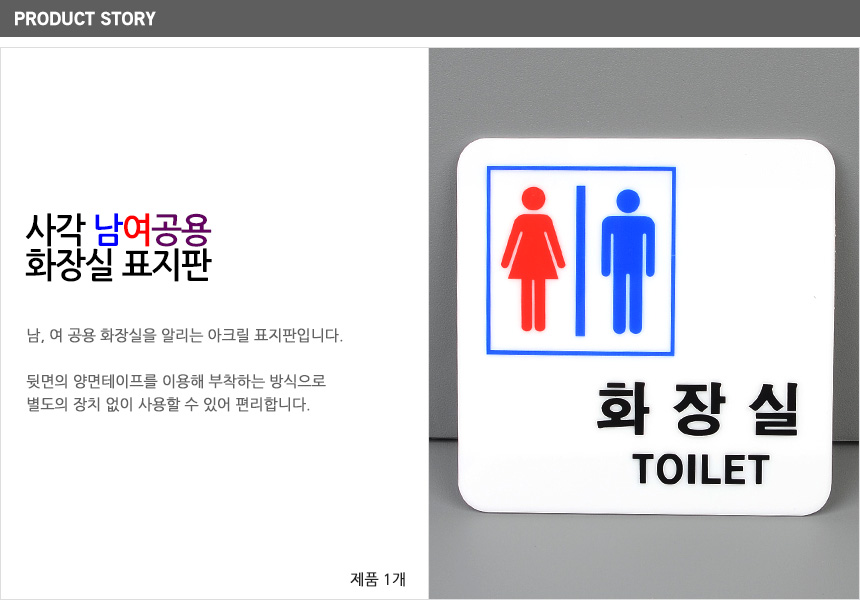 PRODUCT STORY
사각 남여공용
화장실 표지판
남, 여 공용 화장실을 알리는 아크릴 표지판입니다.
뒷면의 양면테이프를 이용해 부착하는 방식으로
별도의 장치 없이 사용할 수 있어 편리합니다.
제품 1개
화장실
TOILET